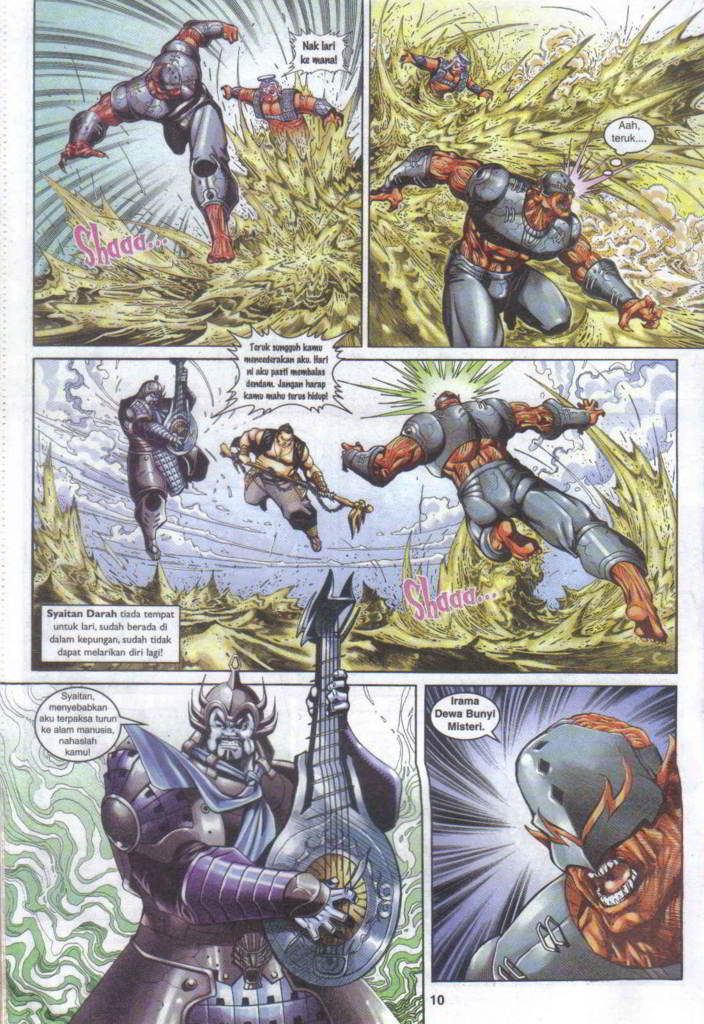 Nak lari
ke mana!
Shaaa...
Aah,
teruk....
Teruk sungguh kamu
mencederakan aku. Hari
ni aku pasti membalas
dendam. Jangan harap
kamu mahu terus hidup!
Shaaa...
Syaitan Darah tiada tempat
untuk lari, sudah berada di
dalam kepungan, sudah tidak
dapat melarikan diri lagi!
Syaitan,
menyebabkan
aku terpaksa turun
ke alam manusia,
nahaslah
kamu!
Irama
Dewa Bunyi
Misteri.
10